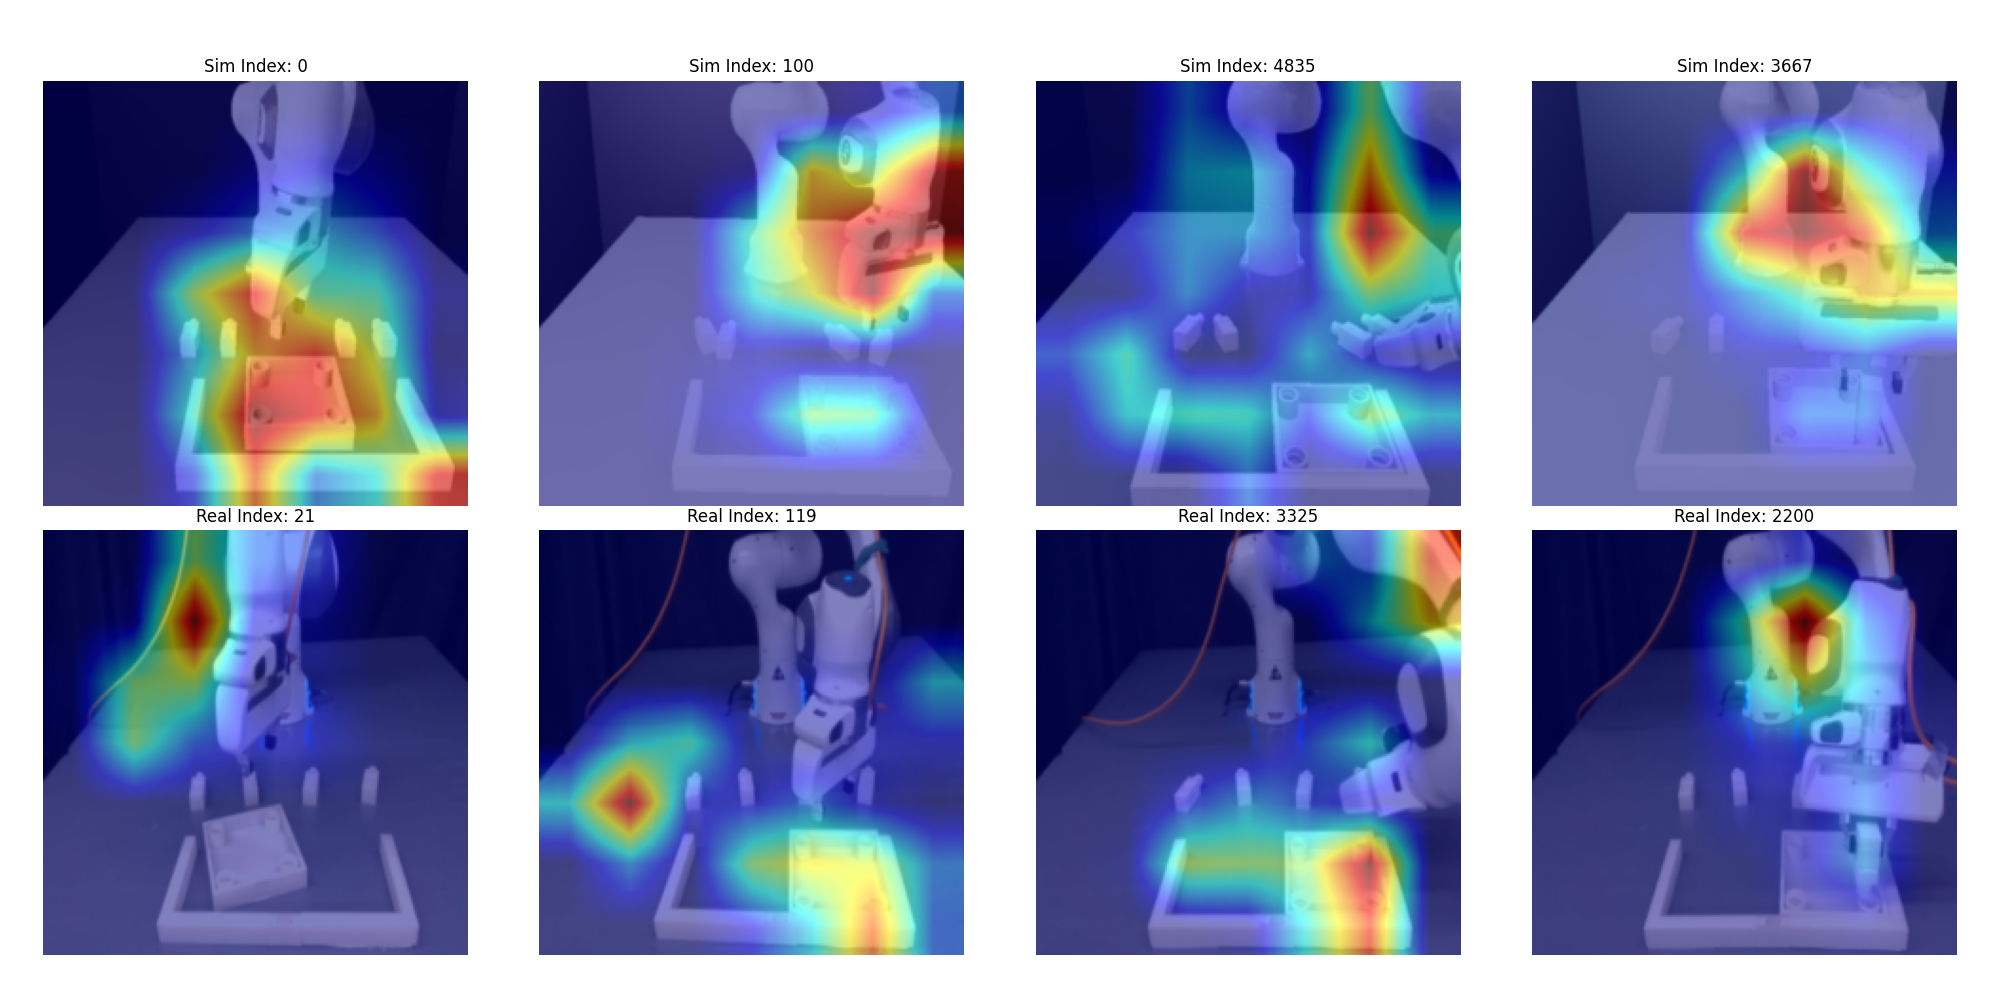 Sim Index: 0
Sim Index: 100
Sim Index: 4835
Sim Index: 3667
Real Index: 21
Real Index: 119
Real Index: 3325
Real Index: 2200